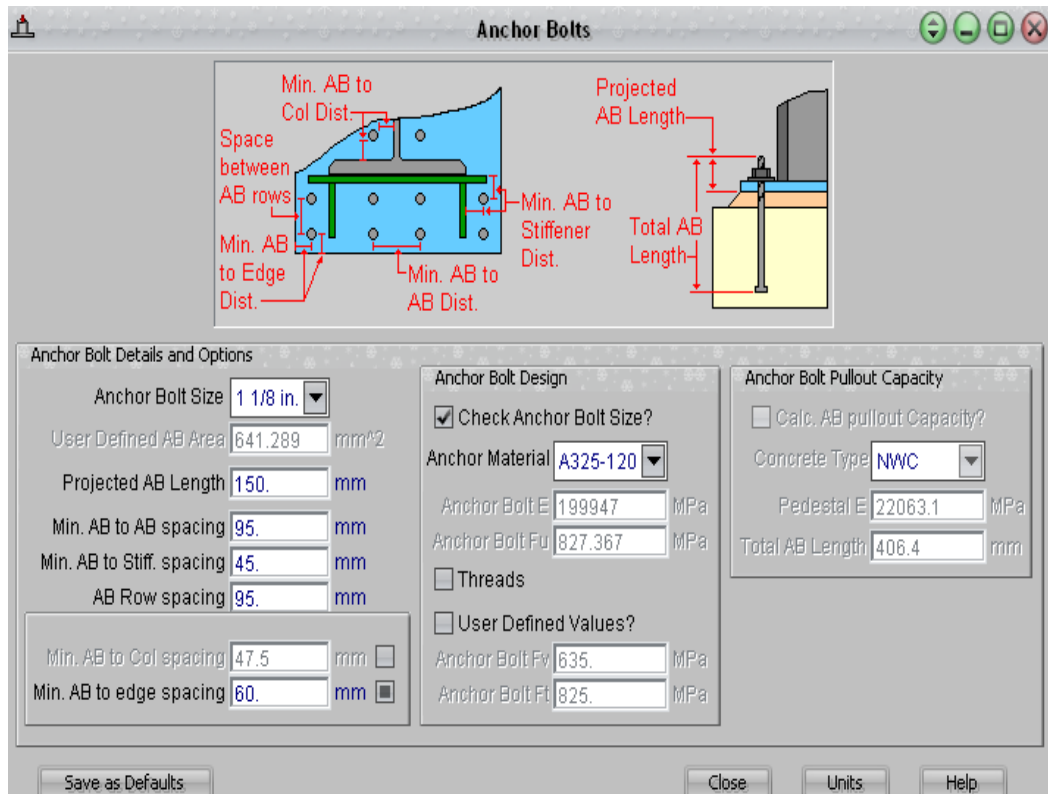 Anchor Bolts
Min. AB to
Col Dist.
Space
between
AB rows
Min. AB
to Edge
Dist.
Min. AB to
AB Dist.
Min. AB to
Stiffener
Dist.
Projected
AB Length
Total AB
Length
Anchor Bolt Details and Options
Anchor Bolt Size 1 1/8 in.
User Defined AB Area 641.289 mm^2
Projected AB Length 150. mm
Min. AB to AB spacing 95. mm
Min. AB to Stiff. spacing 45. mm
AB Row spacing 95. mm
Min. AB to Col spacing 47.5 mm
Min. AB to edge spacing 60. mm
Anchor Bolt Design
Check Anchor Bolt Size?
Anchor Material A325-120
Anchor Bolt E 199947 MPa
Anchor Bolt Fu 827.367 MPa
Threads
User Defined Values?
Anchor Bolt Fv 635. MPa
Anchor Bolt Ft 825. MPa
Anchor Bolt Pullout Capacity
Calc. AB pullout Capacity?
Concrete Type NWC
Pedestal E 22063.1 MPa
Total AB Length 406.4 mm
Save as Defaults
Close
Units
Help